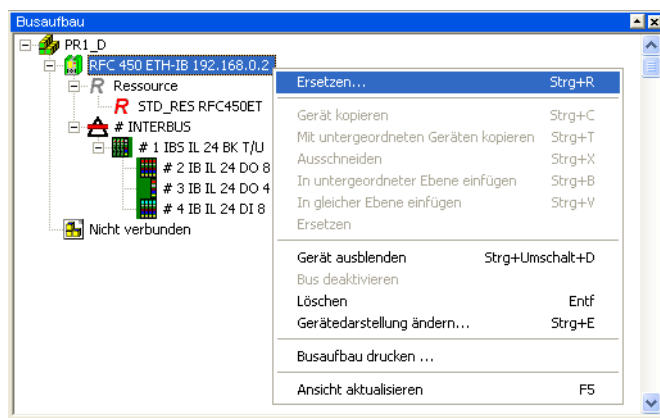 Busaufbau
PR1_D
RFC 450 ETH-IB 192.168.0.2
R Ressource
R STD_RES RFC450ET
# INTERBUS
# 1 IBS IL 24 BK T/U
# 2 IB IL 24 DO 8
# 3 IB IL 24 DO 4
# 4 IB IL 24 DI 8
Nicht verbunden
Ersetzen... Strg+R
Gerät kopieren Strg+C
Mit untergeordneten Geräten kopieren Strg+T
Ausschneiden Strg+X
In untergeordneter Ebene einfügen Strg+B
In gleicher Ebene einfügen Strg+V
Ersetzen
Gerät ausblenden Strg+Umschalt+D
Bus deaktivieren
Löschen Entf
Gerätedarstellung ändern... Strg+E
Busaufbau drucken ...
Ansicht aktualisieren F5